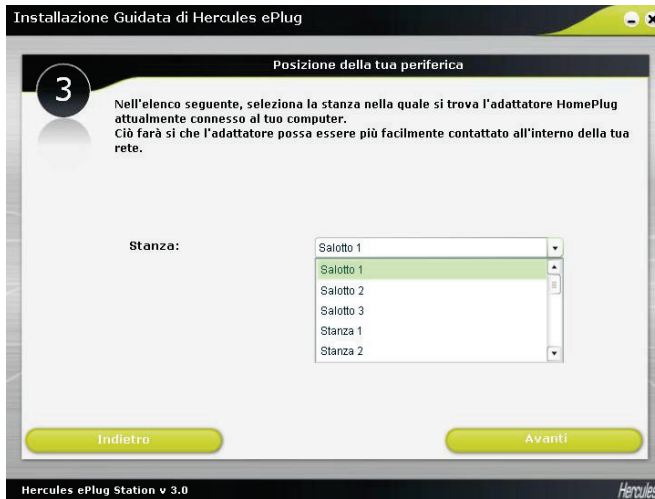 Installazione Guidata di Hercules ePlug
Posizione della tua periferica
3
Nell'elenco seguente, seleziona la stanza nella quale si trova l'adattatore HomePlug
attualmente connesso al tuo computer.
Ciò farà si che l'adattatore possa essere più facilmente contattato all'interno della tua
rete.
Stanza:
Salotto 1
Salotto 1
Salotto 2
Salotto 3
Stanza 1
Stanza 2
Indietro
Avanti
Hercules ePlug Station v 3.0
Hercules